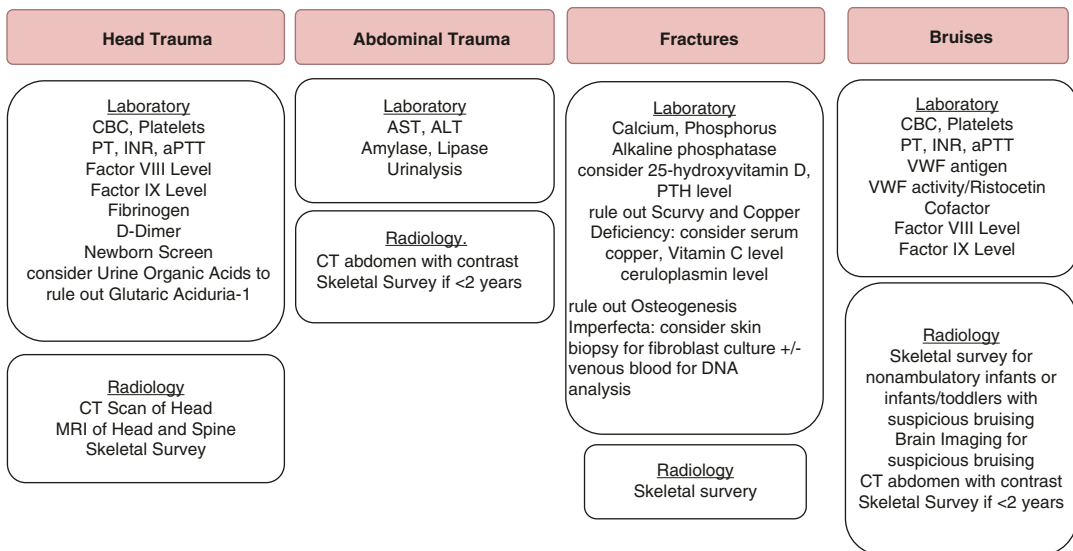 Head Trauma
Laboratory
CBC, Platelets
PT, INR, aPTT
Factor VIII Level
Factor IX Level
Fibrinogen
D-Dimer
Newborn Screen
consider Urine Organic Acids to
rule out Glutaric Aciduria-1
Radiology
CT Scan of Head
MRI of Head and Spine
Skeletal Survey
Abdominal Trauma
Laboratory
AST, ALT
Amylase, Lipase
Urinalysis
Radiology.
CT abdomen with contrast
Skeletal Survey if <2 years
Fractures
Laboratory
Calcium, Phosphorus
Alkaline phosphatase
consider 25-hydroxyvitamin D,
PTH level
rule out Scurvy and Copper
Deficiency: consider serum
copper, Vitamin C level
ceruloplasmin level
rule out Osteogenesis
Imperfecta: consider skin
biopsy for fibroblast culture +/-
venous blood for DNA
analysis
Radiology
Skeletal survery
Bruises
Laboratory
CBC, Platelets
PT, INR, aPTT
VWF antigen
VWF activity/Ristocetin
Cofactor
Factor VIII Level
Factor IX Level
Radiology
Skeletal survey for
nonambulatory infants or
infants/toddlers with
suspicious bruising
Brain Imaging for
suspicious bruising
CT abdomen with contrast
Skeletal Survey if <2 years